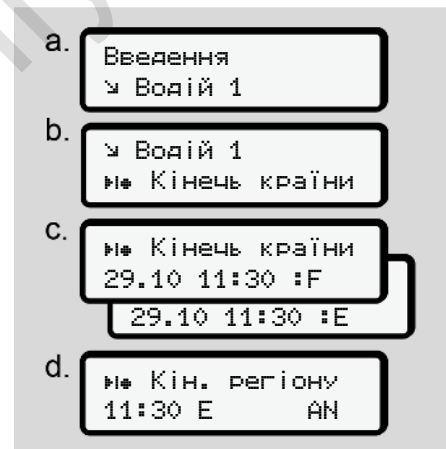 a.
Введення
↘ Водій 1
b.
↘ Водій 1
Кінець країни
c.
Кінець країни
29.10 11:30 :F
29.10 11:30 :E
d.
Кін. регіону
11:30 E AN